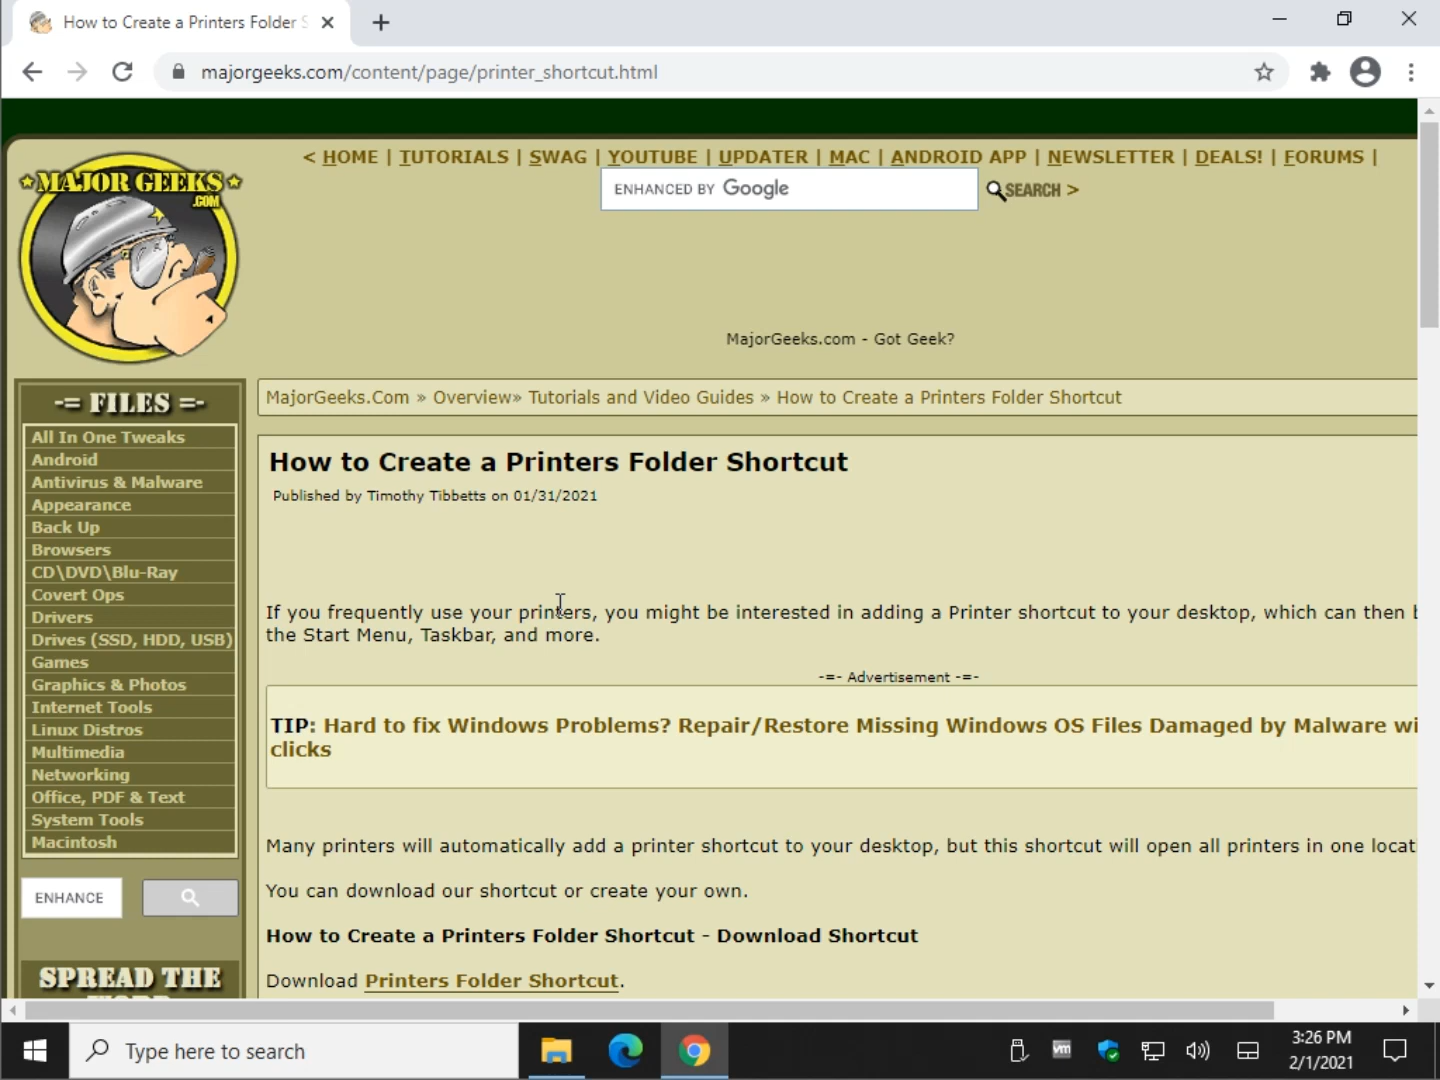 How to Create a Printers Folder S
majorgeeks.com/content/page/printer_shortcut.html
< HOME | TUTORIALS | SWAG | YOUTUBE | UPDATER | MAC | ANDROID APP | NEWSLETTER | DEALS! | FORUMS |
ENHANCED BY Google
SEARCH >
MAJOR GEEKS
.COM
MajorGeeks.com - Got Geek?
-= FILES =-
All In One Tweaks
Android
Antivirus & Malware
Appearance
Back Up
Browsers
CD\DVD\Blu-Ray
Covert Ops
Drivers
Drives (SSD, HDD, USB)
Games
Graphics & Photos
Internet Tools
Linux Distros
Multimedia
Networking
Office, PDF & Text
System Tools
Macintosh
ENHANCE
SPREAD THE
MajorGeeks.Com » Overview» Tutorials and Video Guides » How to Create a Printers Folder Shortcut
How to Create a Printers Folder Shortcut
Published by Timothy Tibbetts on 01/31/2021
If you frequently use your printers, you might be interested in adding a Printer shortcut to your desktop, which can then
the Start Menu, Taskbar, and more.
-=- Advertisement -=-
TIP: Hard to fix Windows Problems? Repair/Restore Missing Windows OS Files Damaged by Malware wi
clicks
Many printers will automatically add a printer shortcut to your desktop, but this shortcut will open all printers in one locat
You can download our shortcut or create your own.
How to Create a Printers Folder Shortcut - Download Shortcut
Download Printers Folder Shortcut.
Type here to search
vm
3:26 PM
2/1/2021